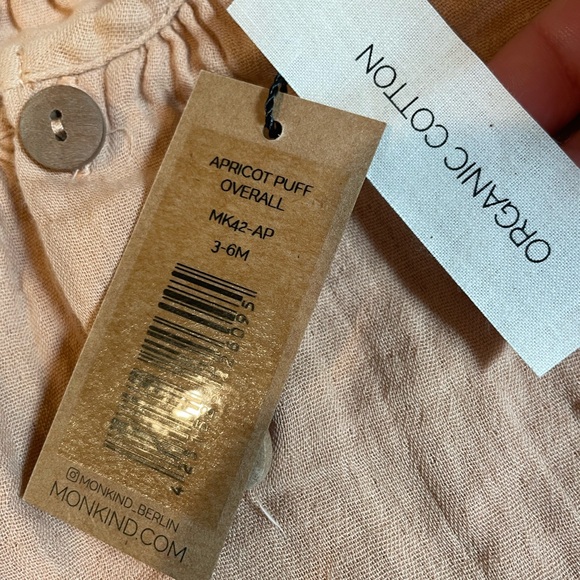 APRICOT PUFF
OVERALL
MK42-AP
3-6M
MONKIND_BERLIN
MONKIND.COM
ORGANIC COTTON